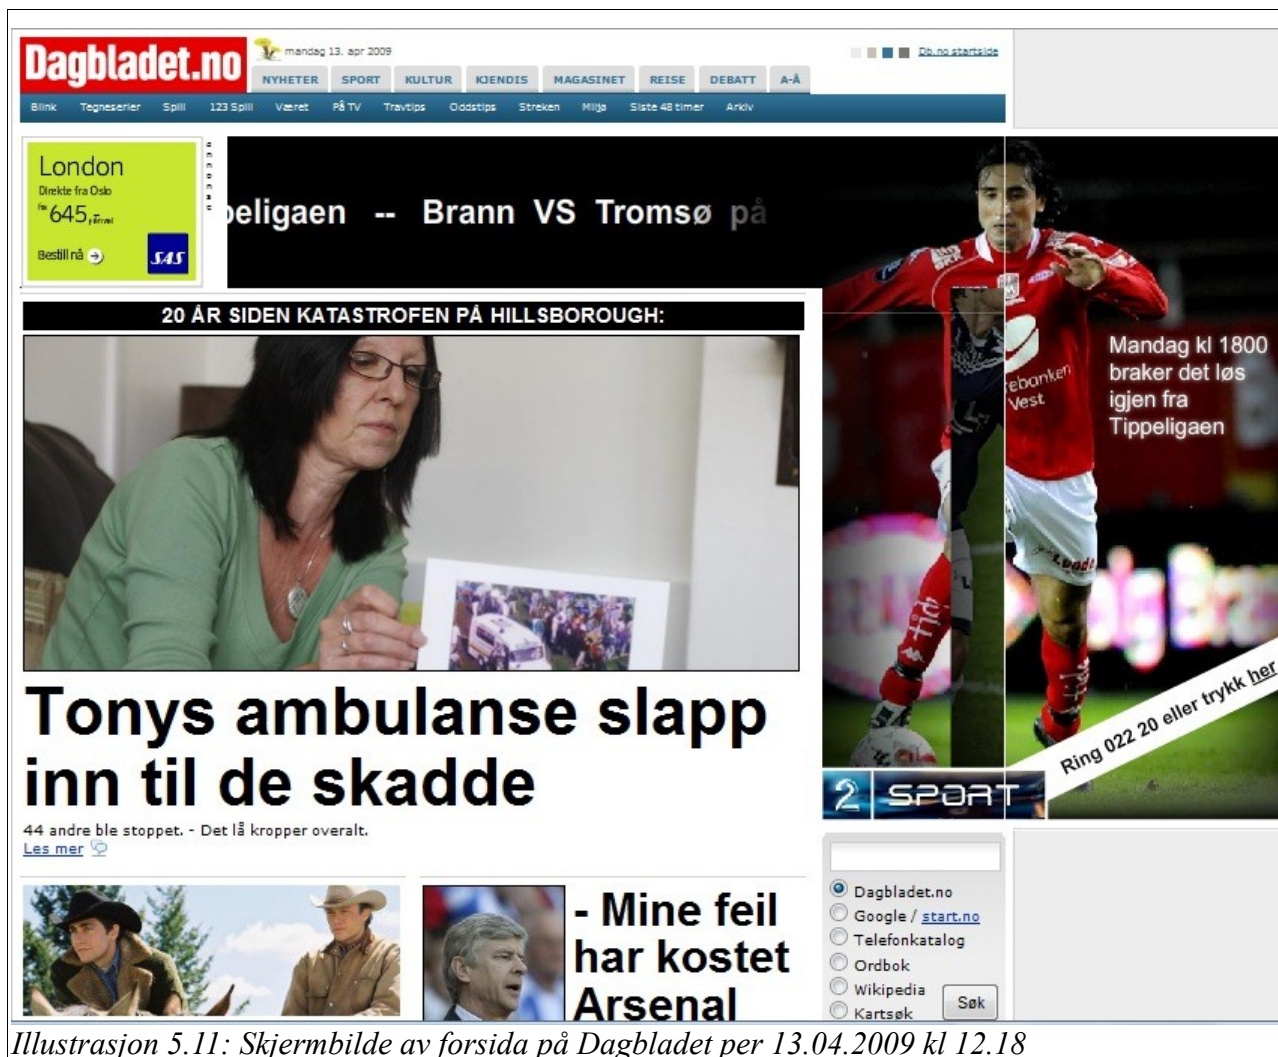 Dagbladet.no
mandag 13. apr 2009
Db.no startside
NYHETER SPORT KULTUR KJENDIS MAGASINET REISE DEBATT A-Å
Blink Tegneserier Spill 123 Spill Været På TV Travtips Oddstips Streken Miljø Siste 48 timer Arkiv
London
Direkte fra Oslo
fra 645,-
Bestill nå
SAS
annonse
peligaen -- Brann VS Tromsø på
Mandag kl 1800
braker det løs
igjen fra
Tippeligaen
rebanken
Vest
Ring 022 20 eller trykk her
2 SPORT
20 ÅR SIDEN KATASTROFEN PÅ HILLSBOROUGH:
Tonys ambulanse slapp
inn til de skadde
44 andre ble stoppet. - Det lå kropper overalt.
Les mer
- Mine feil
har kostet
Arsenal
Dagbladet.no
Google / start.no
Telefonkatalog
Ordbok
Wikipedia
Kartsøk
Søk
Illustrasjon 5.11: Skjermbilde av forsida på Dagbladet per 13.04.2009 kl 12.18